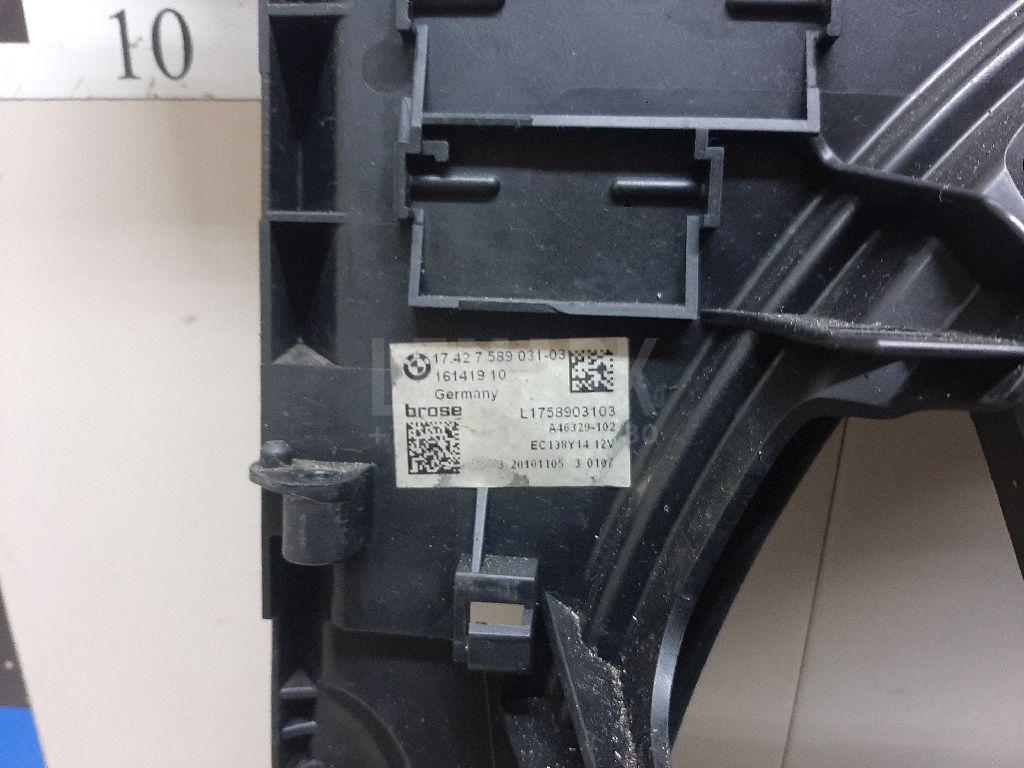 10
17.42 7 589 031-03
161419 10
Germany
brose
L1758903103
A46329-102
EC138Y14 12V
3 20101105 3 0107